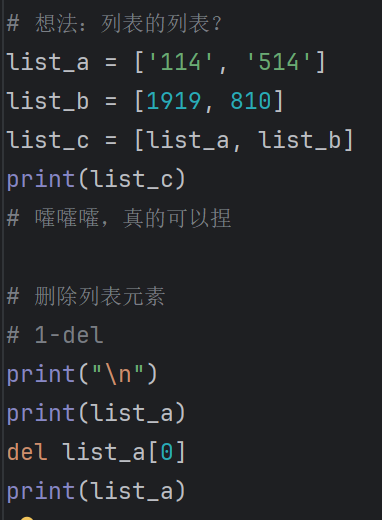 # 想法：列表的列表？
list_a = ['114', '514']
list_b = [1919, 810]
list_c = [list_a, list_b]
print(list_c)
# 嚯嚯嚯，真的可以捏
# 删除列表元素
# 1-del
print("\n")
print(list_a)
del list_a[0]
print(list_a)